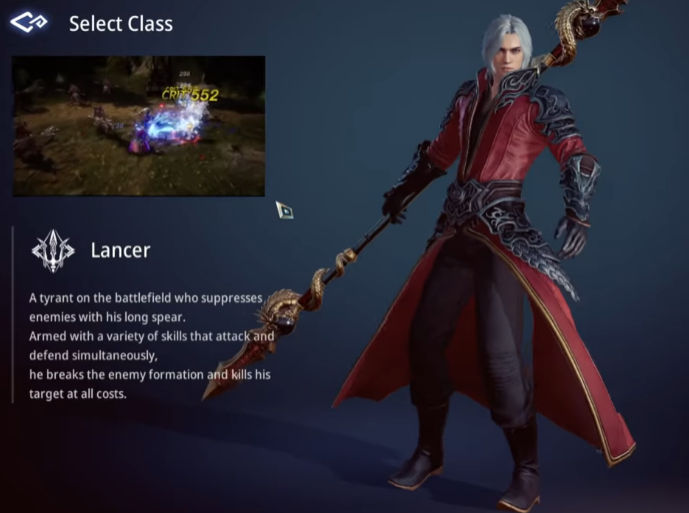 Select Class
CRIT 552
Lancer
A tyrant on the battlefield who suppresses
enemies with his long spear.
Armed with a variety of skills that attack and
defend simultaneously,
he breaks the enemy formation and kills his
target at all costs.